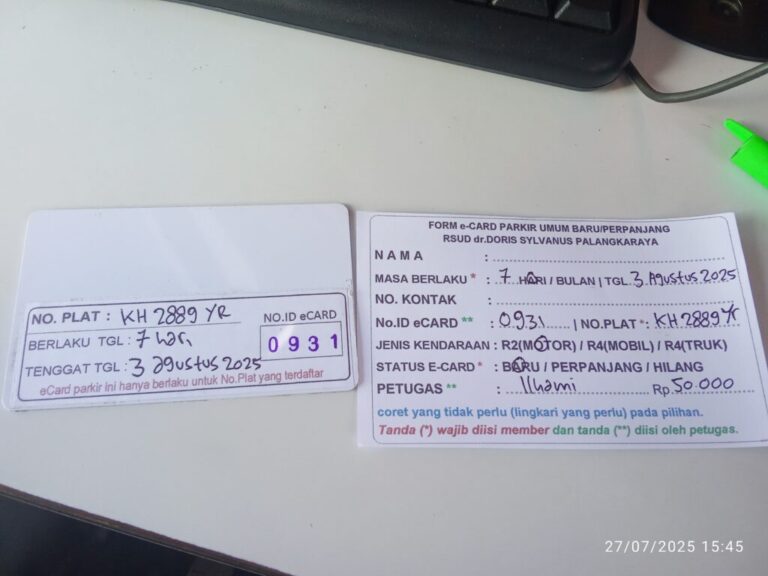 NO. PLAT : KH 2889 YR
NO.ID eCARD
BERLAKU TGL : 7 hari
0931
TENGGAT TGL : 3 Agustus 2025
eCard parkir ini hanya berlaku untuk No.Plat yang terdaftar
FORM e-CARD PARKIR UMUM BARU/PERPANJANG
RSUD dr.DORIS SYLVANUS PALANGKARAYA
NAMA :
MASA BERLAKU * : 7 HARI / BULAN | TGL 3 Agustus 2025
NO. KONTAK :
No.ID eCARD ** : 0931 | NO.PLAT * : KH 2889 Yr
JENIS KENDARAAN : R2(MOTOR) / R4(MOBIL) / R4(TRUK)
STATUS E-CARD * : BARU / PERPANJANG / HILANG
PETUGAS ** : Ilhami Rp 50.000
coret yang tidak perlu (lingkari yang perlu) pada pilihan.
Tanda (*) wajib diisi member dan tanda (**) diisi oleh petugas.
27/07/2025 15:45